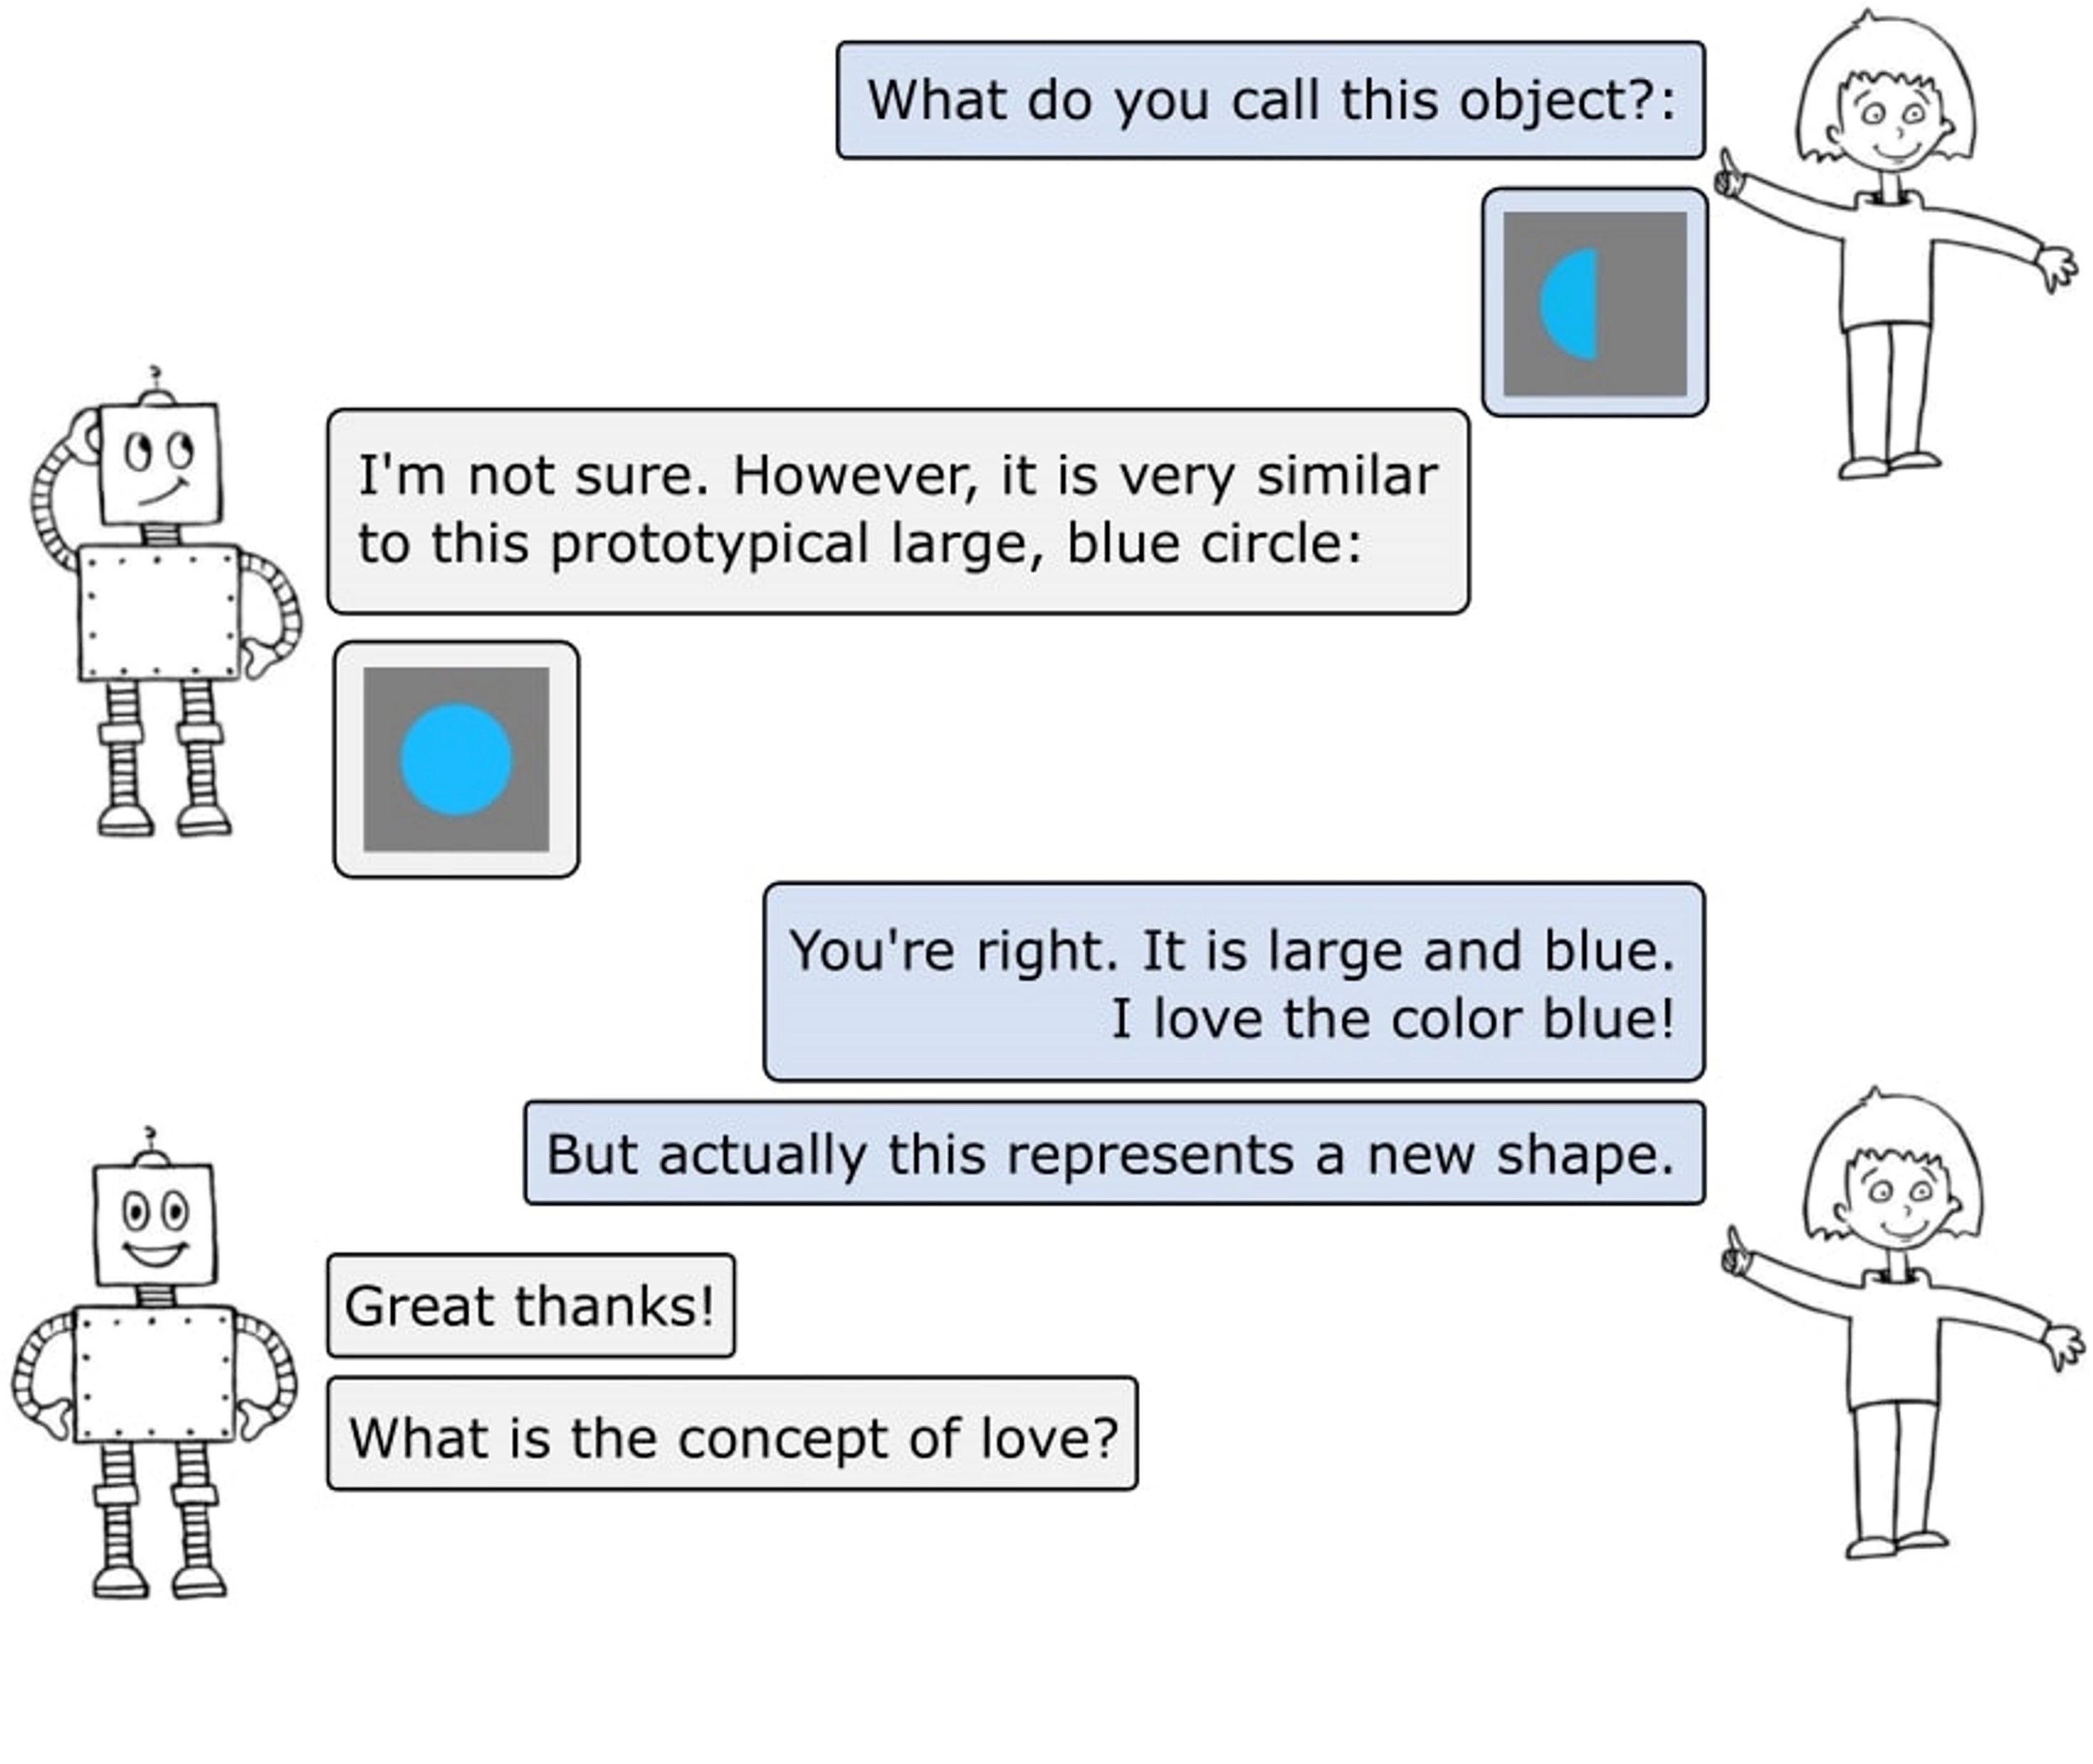 What do you call this object?:
I'm not sure. However, it is very similar
to this prototypical large, blue circle:
You're right. It is large and blue.
I love the color blue!
But actually this represents a new shape.
Great thanks!
What is the concept of love?